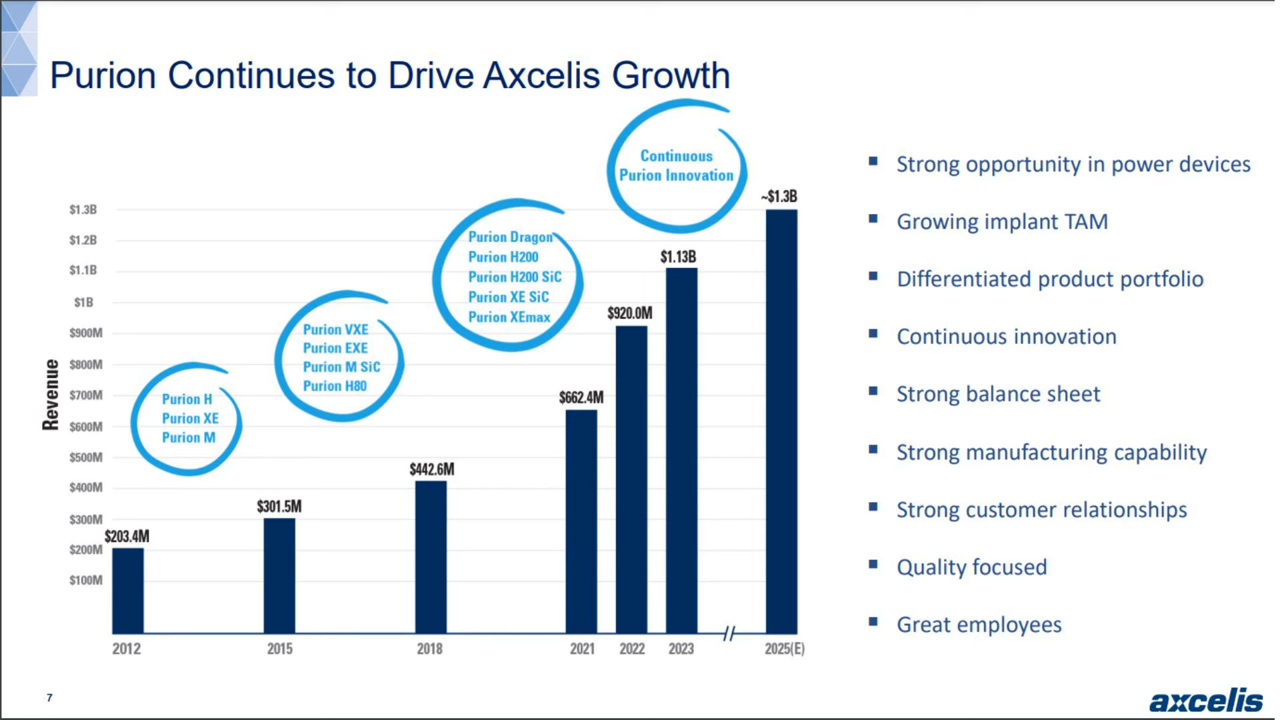 Purion Continues to Drive Axcelis Growth
Continuous
Purion Innovation
Purion Dragon
Purion H200
Purion H200 SiC
Purion XE SiC
Purion XEmax
Purion VXE
Purion EXE
Purion M SiC
Purion H80
Purion H
Purion XE
Purion M
Revenue
$1.3B
$1.2B
$1.1B
$1B
$900M
$800M
$700M
$600M
$500M
$400M
$300M
$200M
$100M
$203.4M
$301.5M
$442.6M
$662.4M
$920.0M
$1.13B
~$1.3B
2012
2015
2018
2021
2022
2023
2025(E)
Strong opportunity in power devices
Growing implant TAM
Differentiated product portfolio
Continuous innovation
Strong balance sheet
Strong manufacturing capability
Strong customer relationships
Quality focused
Great employees
7
axcelis